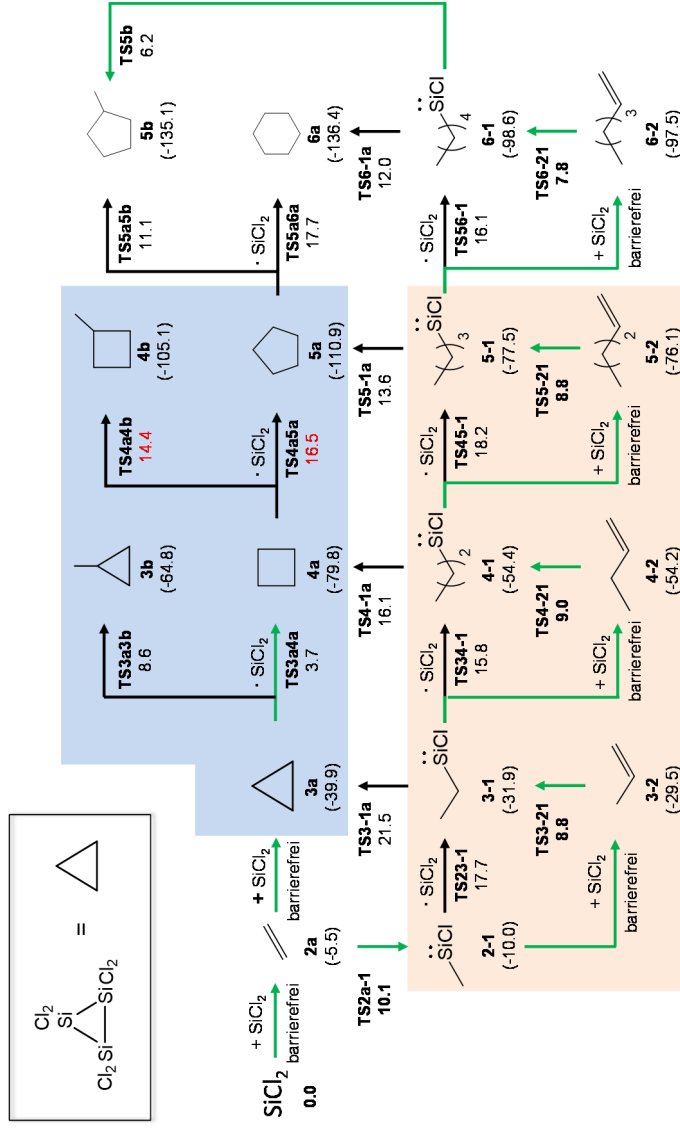 Cl₂
Si
Cl₂Si
SiCl₂
=
TS3a3b
8.6
3b
(-64.8)
TS4a4b
14.4
4b
(-105.1)
TS5a5b
11.1
5b
(-135.1)
TS5b
6.2
SiCl₂
0.0
+ SiCl₂
barrierefrei
2a
(-5.5)
+ SiCl₂
barrierefrei
3a
(-39.9)
· SiCl₂
TS3a4a
3.7
4a
(-79.8)
· SiCl₂
TS4a5a
16.5
5a
(-110.9)
· SiCl₂
TS5a6a
17.7
6a
(-136.4)
TS2a-1
10.1
TS3-1a
21.5
TS4-1a
16.1
TS5-1a
13.6
TS6-1a
12.0
SiCl
2-1
(-10.0)
· SiCl₂
TS23-1
17.7
SiCl
3-1
(-31.9)
· SiCl₂
TS34-1
15.8
( )2
SiCl
4-1
(-54.4)
· SiCl₂
TS45-1
18.2
( )3
SiCl
5-1
(-77.5)
· SiCl₂
TS56-1
16.1
( )4
SiCl
6-1
(-98.6)
TS3-21
8.8
TS4-21
9.0
TS5-21
8.8
TS6-21
7.8
+ SiCl₂
barrierefrei
3-2
(-29.5)
+ SiCl₂
barrierefrei
4-2
(-54.2)
+ SiCl₂
barrierefrei
( )2
5-2
(-76.1)
+ SiCl₂
barrierefrei
( )3
6-2
(-97.5)